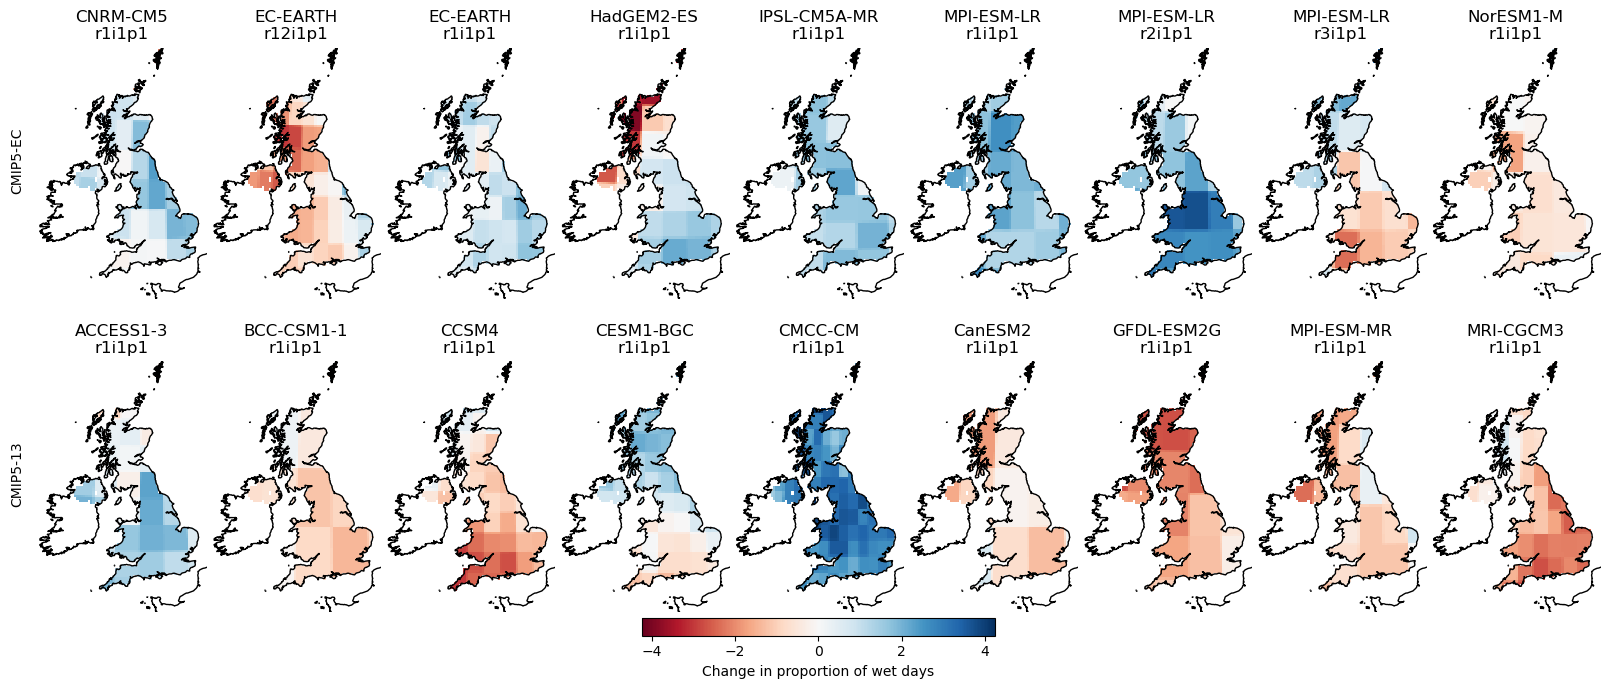 CNRM-CM5 EC-EARTH EC-EARTH HadGEM2-ES IPSL-CM5A-MR MPI-ESM-LR MPI-ESM-LR MPI-ESM-LR NorESM1-M
r1i1p1 r12i1p1 r1i1p1 r1i1p1 r1i1p1 r1i1p1 r2i1p1 r3i1p1 r1i1p1
CMIP5-EC
ACCESS1-3 BCC-CSM1-1 CCSM4 CESM1-BGC CMCC-CM CanESM2 GFDL-ESM2G MPI-ESM-MR MRI-CGCM3
r1i1p1 r1i1p1 r1i1p1 r1i1p1 r1i1p1 r1i1p1 r1i1p1 r1i1p1 r1i1p1
CMIP5-13
−4 −2 0 2 4
Change in proportion of wet days